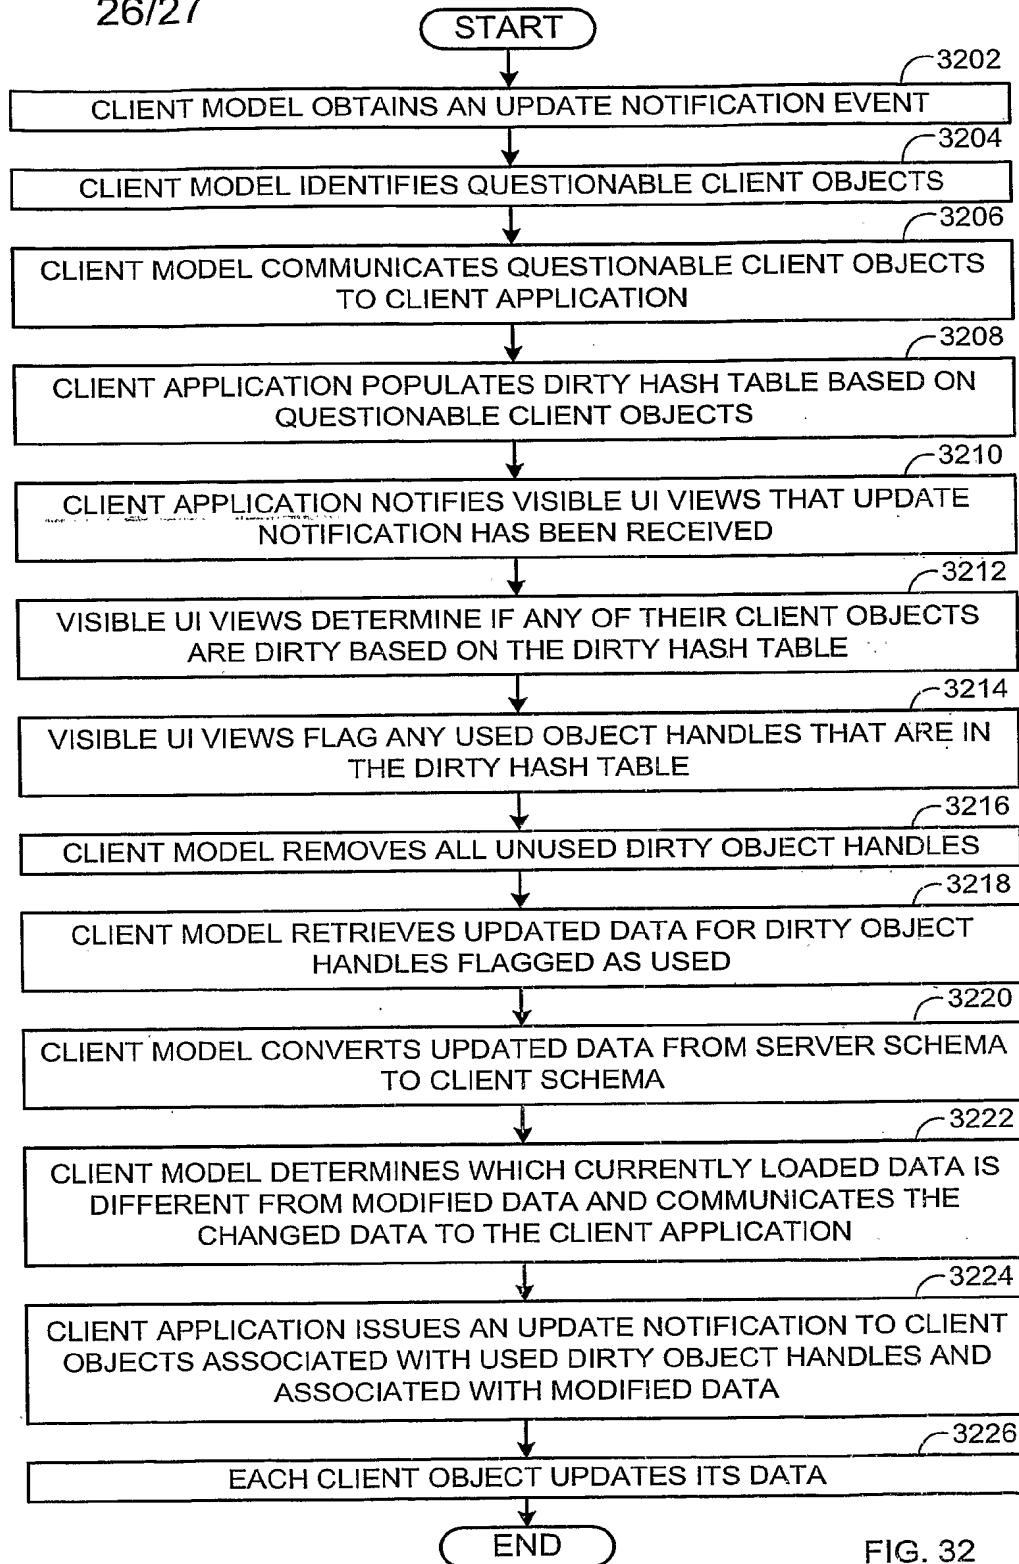 26/27
START
3202
CLIENT MODEL OBTAINS AN UPDATE NOTIFICATION EVENT
3204
CLIENT MODEL IDENTIFIES QUESTIONABLE CLIENT OBJECTS
3206
CLIENT MODEL COMMUNICATES QUESTIONABLE CLIENT OBJECTS
TO CLIENT APPLICATION
3208
CLIENT APPLICATION POPULATES DIRTY HASH TABLE BASED ON
QUESTIONABLE CLIENT OBJECTS
3210
CLIENT APPLICATION NOTIFIES VISIBLE UI VIEWS THAT UPDATE
NOTIFICATION HAS BEEN RECEIVED
3212
VISIBLE UI VIEWS DETERMINE IF ANY OF THEIR CLIENT OBJECTS
ARE DIRTY BASED ON THE DIRTY HASH TABLE
3214
VISIBLE UI VIEWS FLAG ANY USED OBJECT HANDLES THAT ARE IN
THE DIRTY HASH TABLE
3216
CLIENT MODEL REMOVES ALL UNUSED DIRTY OBJECT HANDLES
3218
CLIENT MODEL RETRIEVES UPDATED DATA FOR DIRTY OBJECT
HANDLES FLAGGED AS USED
3220
CLIENT MODEL CONVERTS UPDATED DATA FROM SERVER SCHEMA
TO CLIENT SCHEMA
3222
CLIENT MODEL DETERMINES WHICH CURRENTLY LOADED DATA IS
DIFFERENT FROM MODIFIED DATA AND COMMUNICATES THE
CHANGED DATA TO THE CLIENT APPLICATION
3224
CLIENT APPLICATION ISSUES AN UPDATE NOTIFICATION TO CLIENT
OBJECTS ASSOCIATED WITH USED DIRTY OBJECT HANDLES AND
ASSOCIATED WITH MODIFIED DATA
3226
EACH CLIENT OBJECT UPDATES ITS DATA
END
FIG. 32